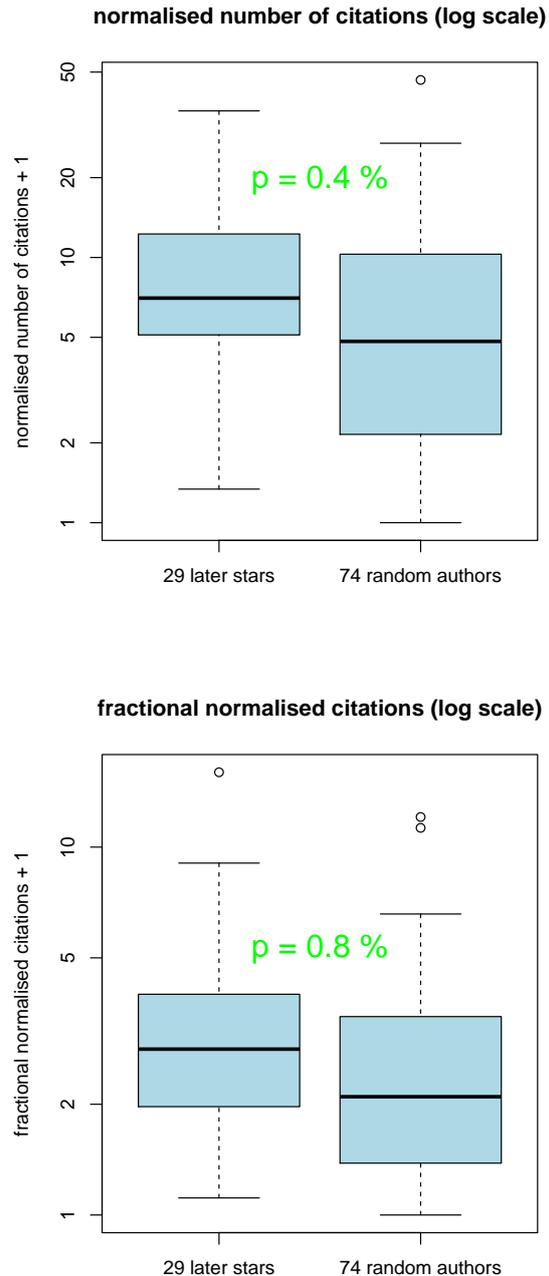 normalised number of citations (log scale)
normalised number of citations + 1
50
20
10
5
2
1
p = 0.4 %
29 later stars 74 random authors
fractional normalised citations (log scale)
fractional normalised citations + 1
10
5
2
1
p = 0.8 %
29 later stars 74 random authors